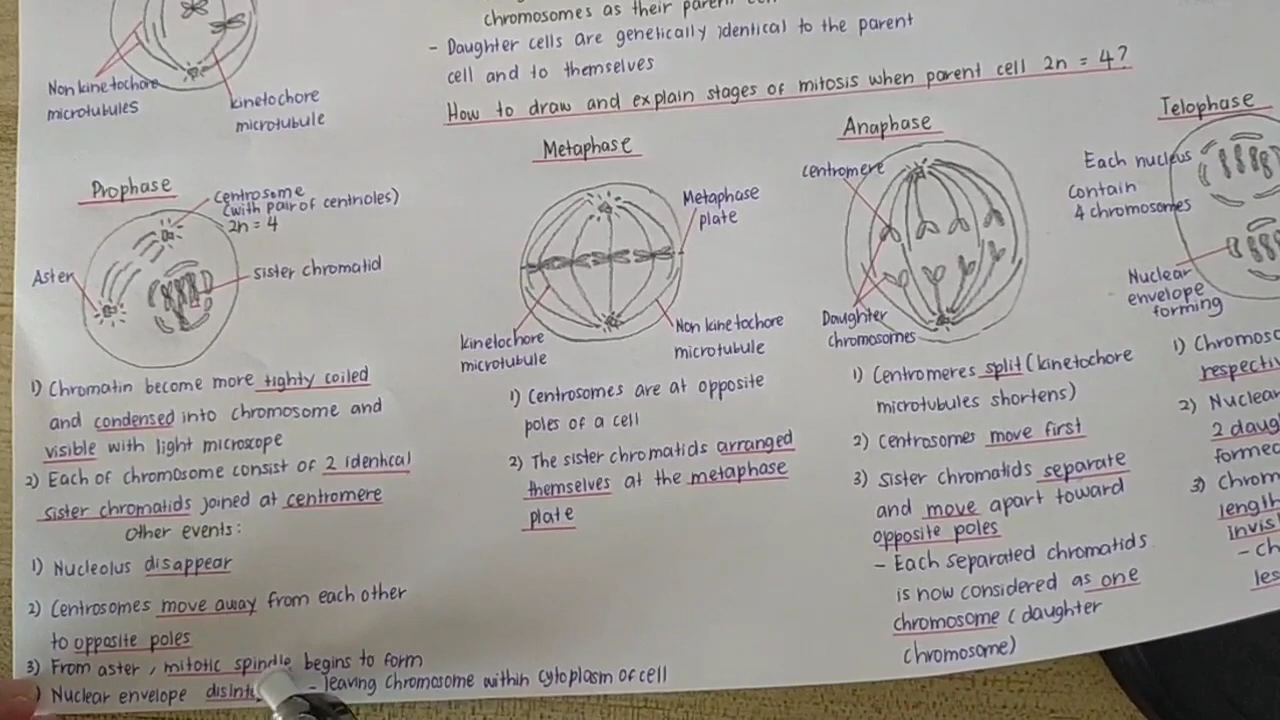 chromosomes as their parent
- Daughter cells are genetically identical to the parent
cell and to themselves
How to draw and explain stages of mitosis when parent cell 2n = 4?
Non kinetochore
microtubules
kinetochore
microtubule
Prophase
centrosome
(with pair of centrioles)
2n = 4
Aster
sister chromatid
1) Chromatin become more tighty coiled
and condensed into chromosome and
visible with light microscope
2) Each of chromosome consist of 2 identical
sister chromatids joined at centromere
Other events:
1) Nucleolus disappear
2) Centrosomes move away from each other
to opposite poles
3) From aster, mitotic spindle begins to form
) Nuclear envelope - leaving chromosome within cytoplasm of cell
Metaphase
Metaphase
plate
kinetochore
microtubule
Non kinetochore
microtubule
1) Centrosomes are at opposite
poles of a cell
2) The sister chromatids arranged
themselves at the metaphase
plate
Anaphase
centromere
Daughter
chromosomes
1) Centromeres split (kinetochore
microtubules shortens)
2) Centrosomes move first
3) Sister chromatids separate
and move apart toward
opposite poles
- Each separated chromatids
is now considered as one
chromosome (daughter
chromosome)
Telophase
Each nucleus
contain
4 chromosomes
Nuclear
envelope
forming
1)
2) Nuclear
formed
3)
length